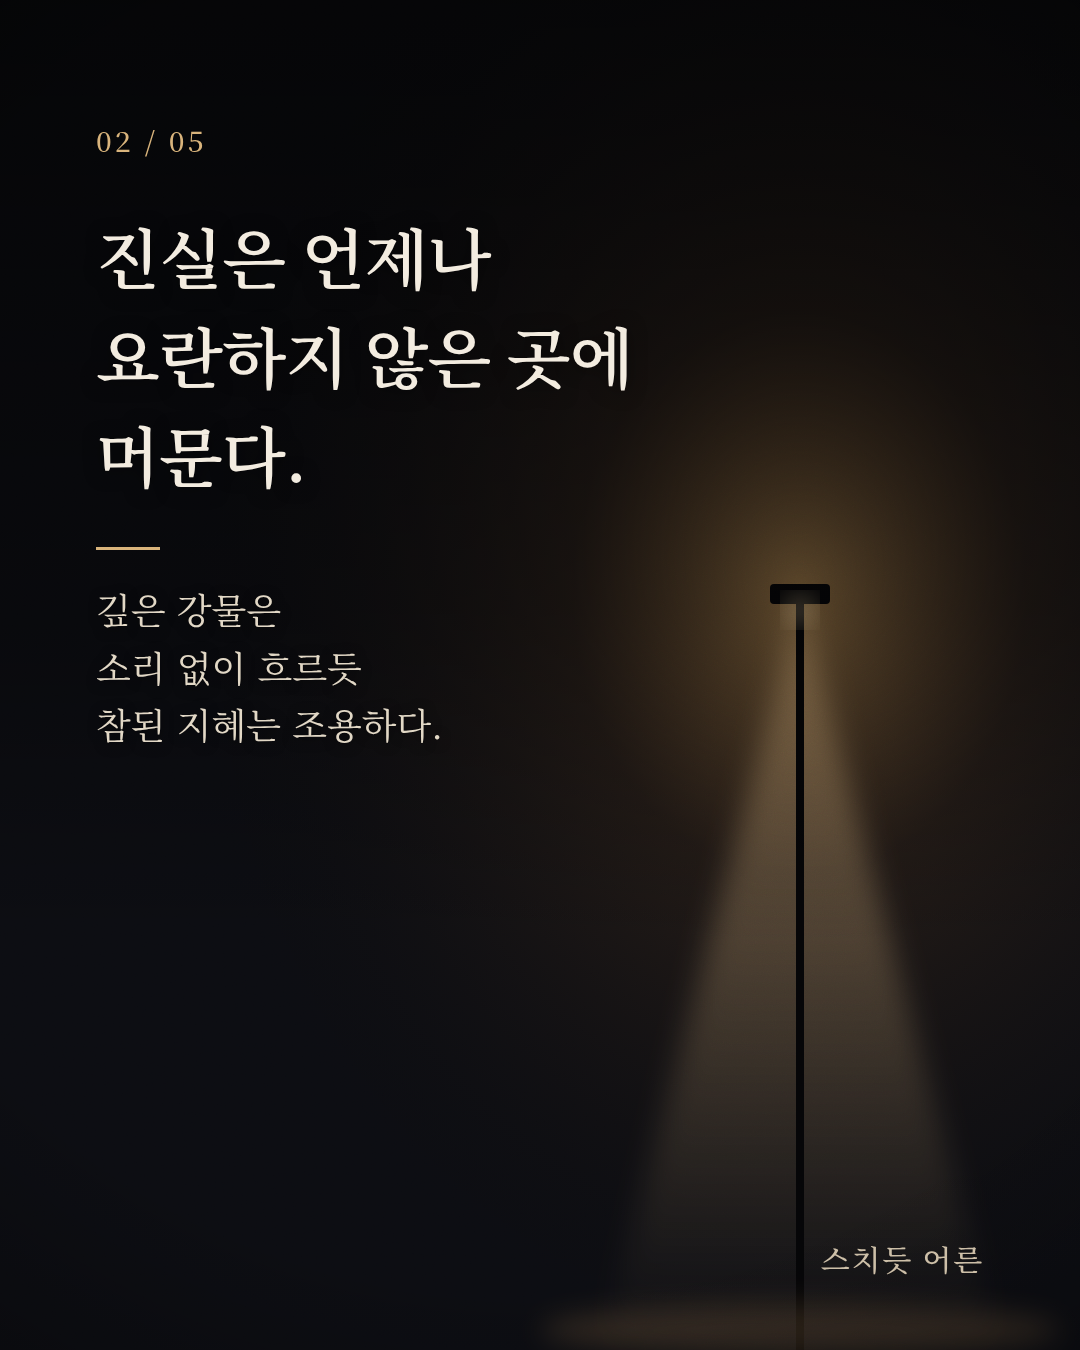 02 / 05
진실은 언제나
요란하지 않은 곳에
머문다.
깊은 강물은
소리 없이 흐르듯
참된 지혜는 조용하다.
스치듯 어른